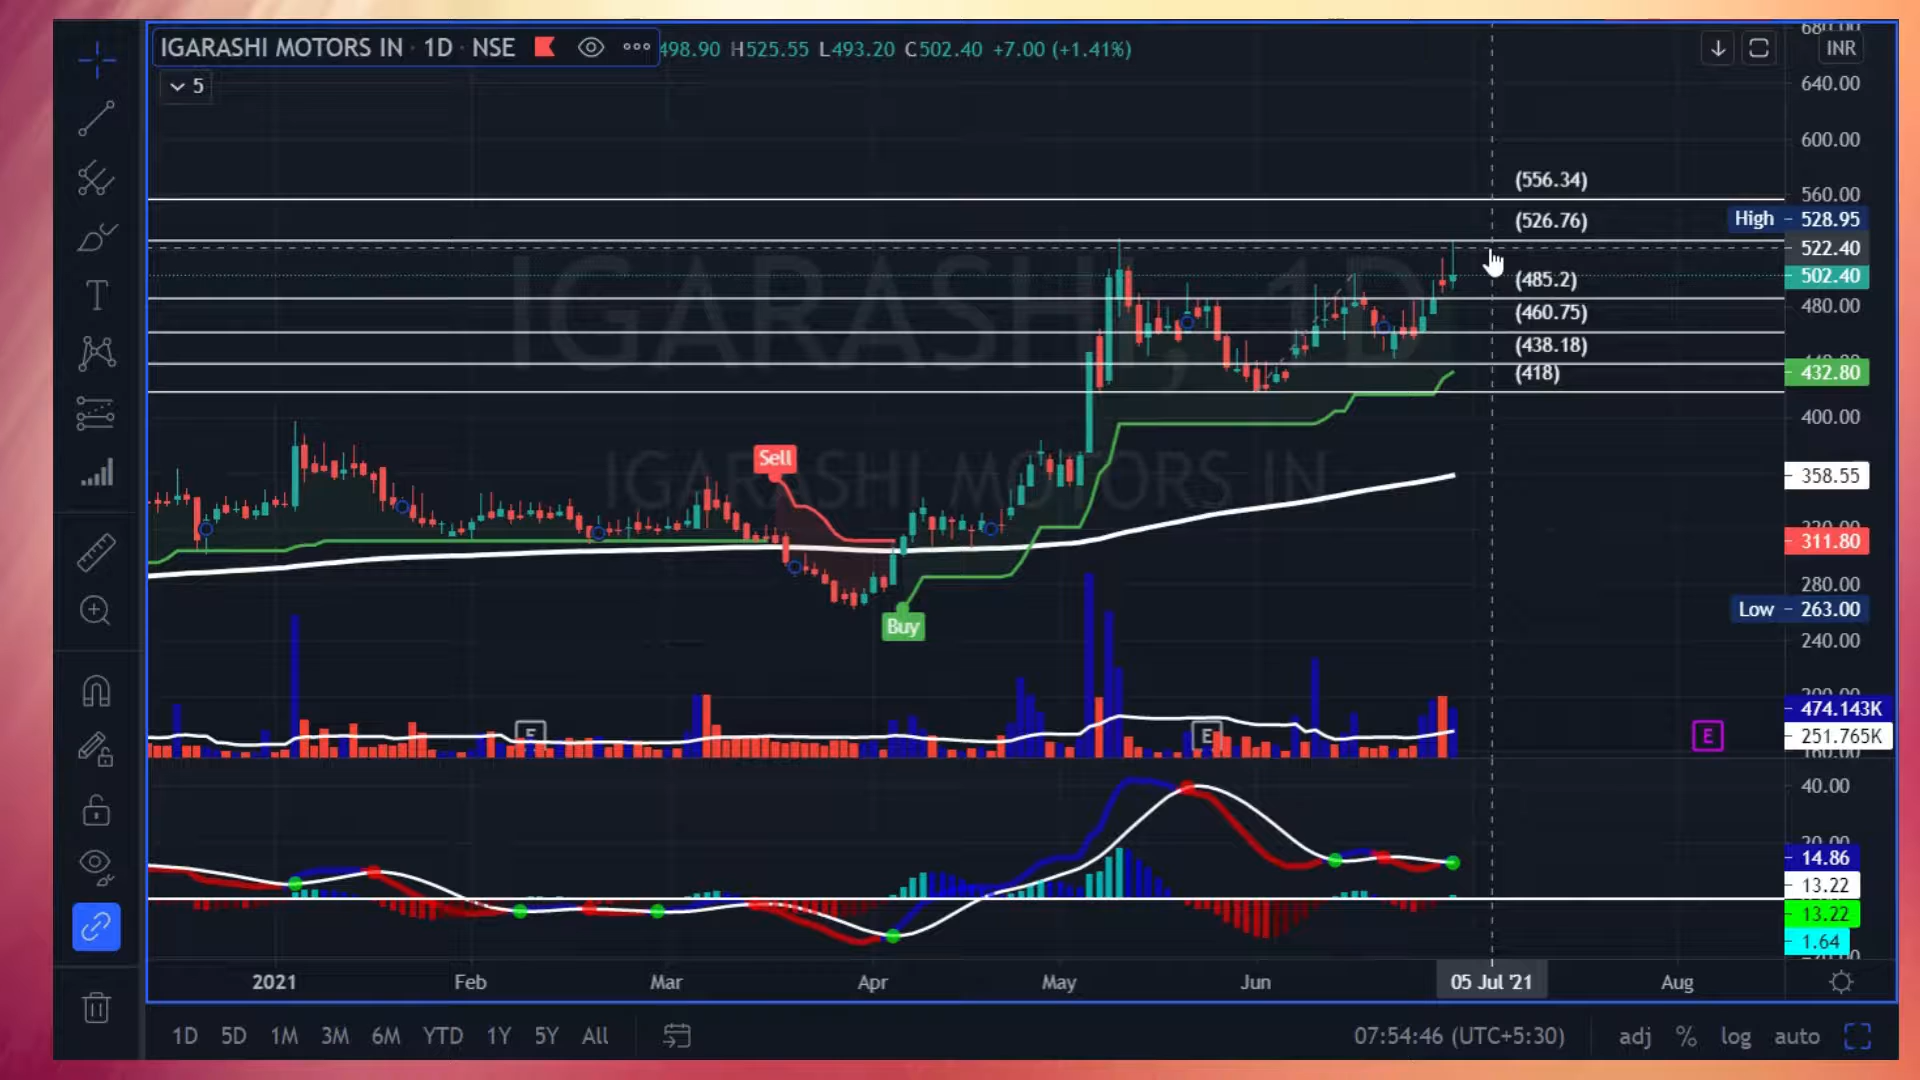 IGARASHI MOTORS IN · 1D · NSE 498.90 H525.55 L493.20 C502.40 +7.00 (+1.41%)
INR
5
640.00
600.00
(556.34)
560.00
(526.76)
High 528.95
522.40
502.40
(485.2)
480.00
(460.75)
(438.18)
(418)
432.80
400.00
IGARASHI, 1D
IGARASHI MOTORS IN
Sell
358.55
311.80
280.00
Buy
Low 263.00
240.00
474.143K
E
E
E
251.765K
40.00
14.86
13.22
13.22
1.64
2021 Feb Mar Apr May Jun 05 Jul '21 Aug
1D 5D 1M 3M 6M YTD 1Y 5Y All 07:54:46 (UTC+5:30) adj % log auto